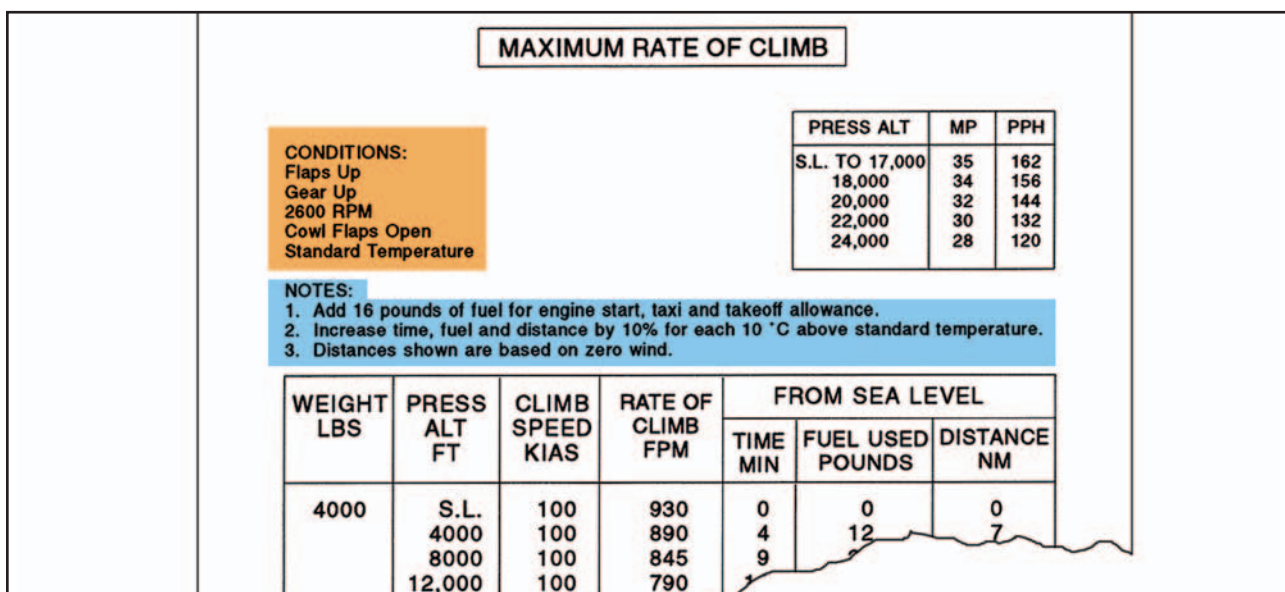 MAXIMUM RATE OF CLIMB
PRESS ALT MP PPH
S.L. TO 17,000 35 162
18,000 34 156
20,000 32 144
22,000 30 132
24,000 28 120
CONDITIONS:
Flaps Up
Gear Up
2600 RPM
Cowl Flaps Open
Standard Temperature
NOTES:
1. Add 16 pounds of fuel for engine start, taxi and takeoff allowance.
2. Increase time, fuel and distance by 10% for each 10 °C above standard temperature.
3. Distances shown are based on zero wind.
WEIGHT LBS PRESS ALT FT CLIMB SPEED KIAS RATE OF CLIMB FPM FROM SEA LEVEL
TIME MIN FUEL USED POUNDS DISTANCE NM
4000 S.L. 100 930 0 0 0
4000 100 890 4 12 7
8000 100 845 9
12,000 100 790